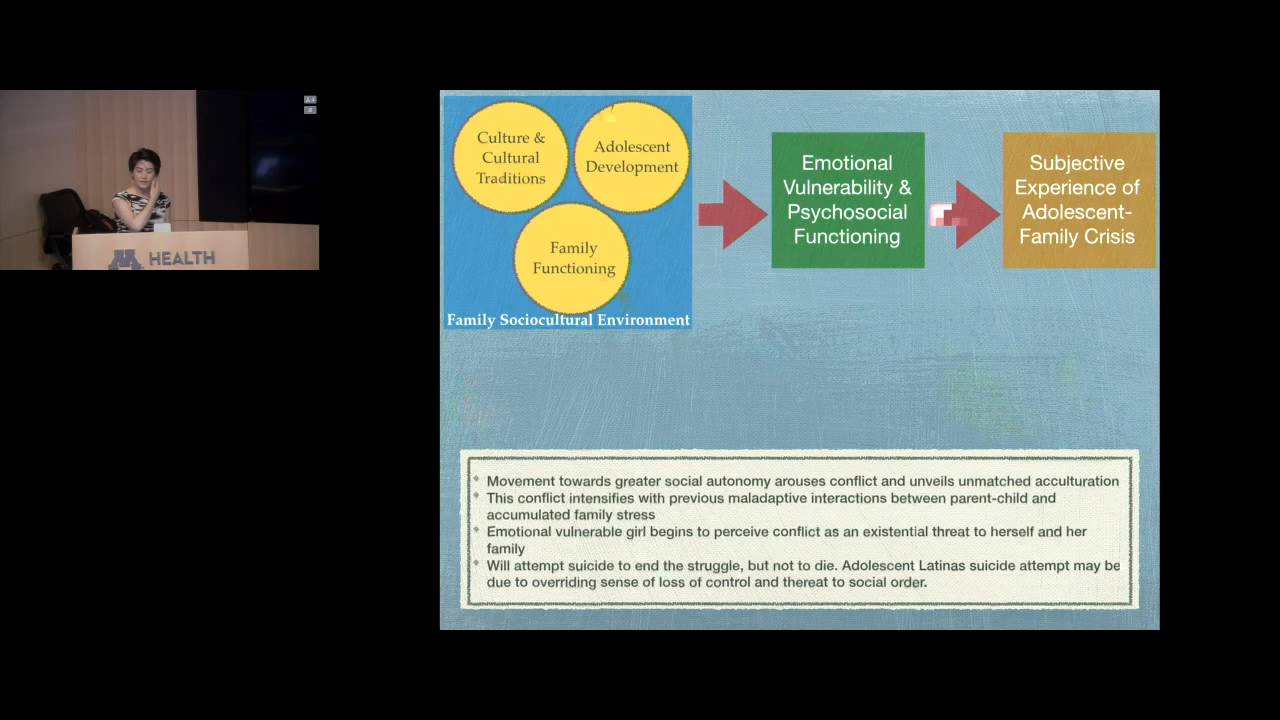 HEALTH
Culture &
Cultural
Traditions
Adolescent
Development
Family
Functioning
Family Sociocultural Environment
Emotional
Vulnerability &
Psychosocial
Functioning
Subjective
Experience of
Adolescent-
Family Crisis
Movement towards greater social autonomy arouses conflict and unveils unmatched acculturation
This conflict intensifies with previous maladaptive interactions between parent-child and
accumulated family stress
Emotional vulnerable girl begins to perceive conflict as an existential threat to herself and her
family
Will attempt suicide to end the struggle, but not to die. Adolescent Latinas suicide attempt may be
due to overriding sense of loss of control and thereat to social order.